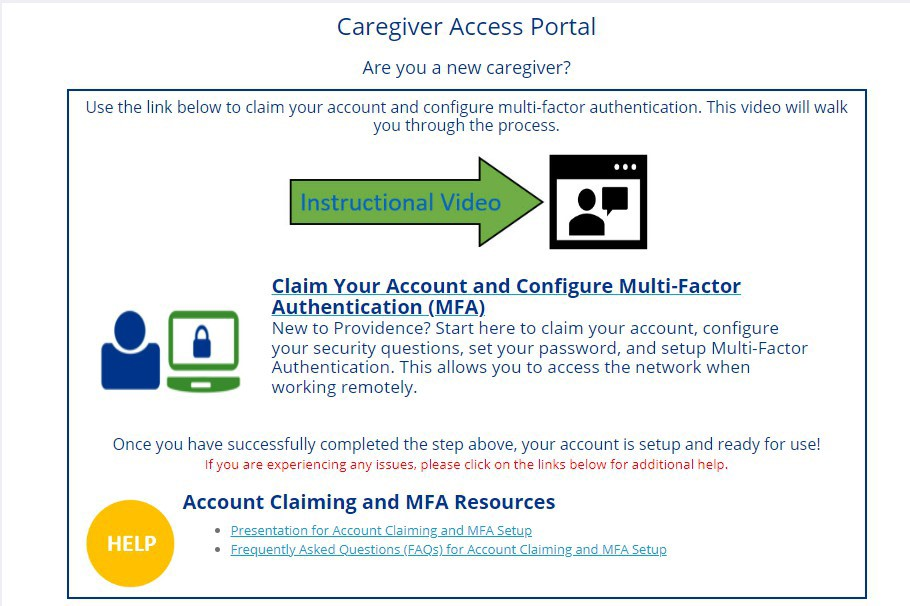 Caregiver Access Portal
Are you a new caregiver?
Use the link below to claim your account and configure multi-factor authentication. This video will walk
you through the process.
Instructional Video
Claim Your Account and Configure Multi-Factor
Authentication (MFA)
New to Providence? Start here to claim your account, configure
your security questions, set your password, and setup Multi-Factor
Authentication. This allows you to access the network when
working remotely.
Once you have successfully completed the step above, your account is setup and ready for use!
If you are experiencing any issues, please click on the links below for additional help.
Account Claiming and MFA Resources
HELP
Presentation for Account Claiming and MFA Setup
Frequently Asked Questions (FAQs) for Account Claiming and MFA Setup